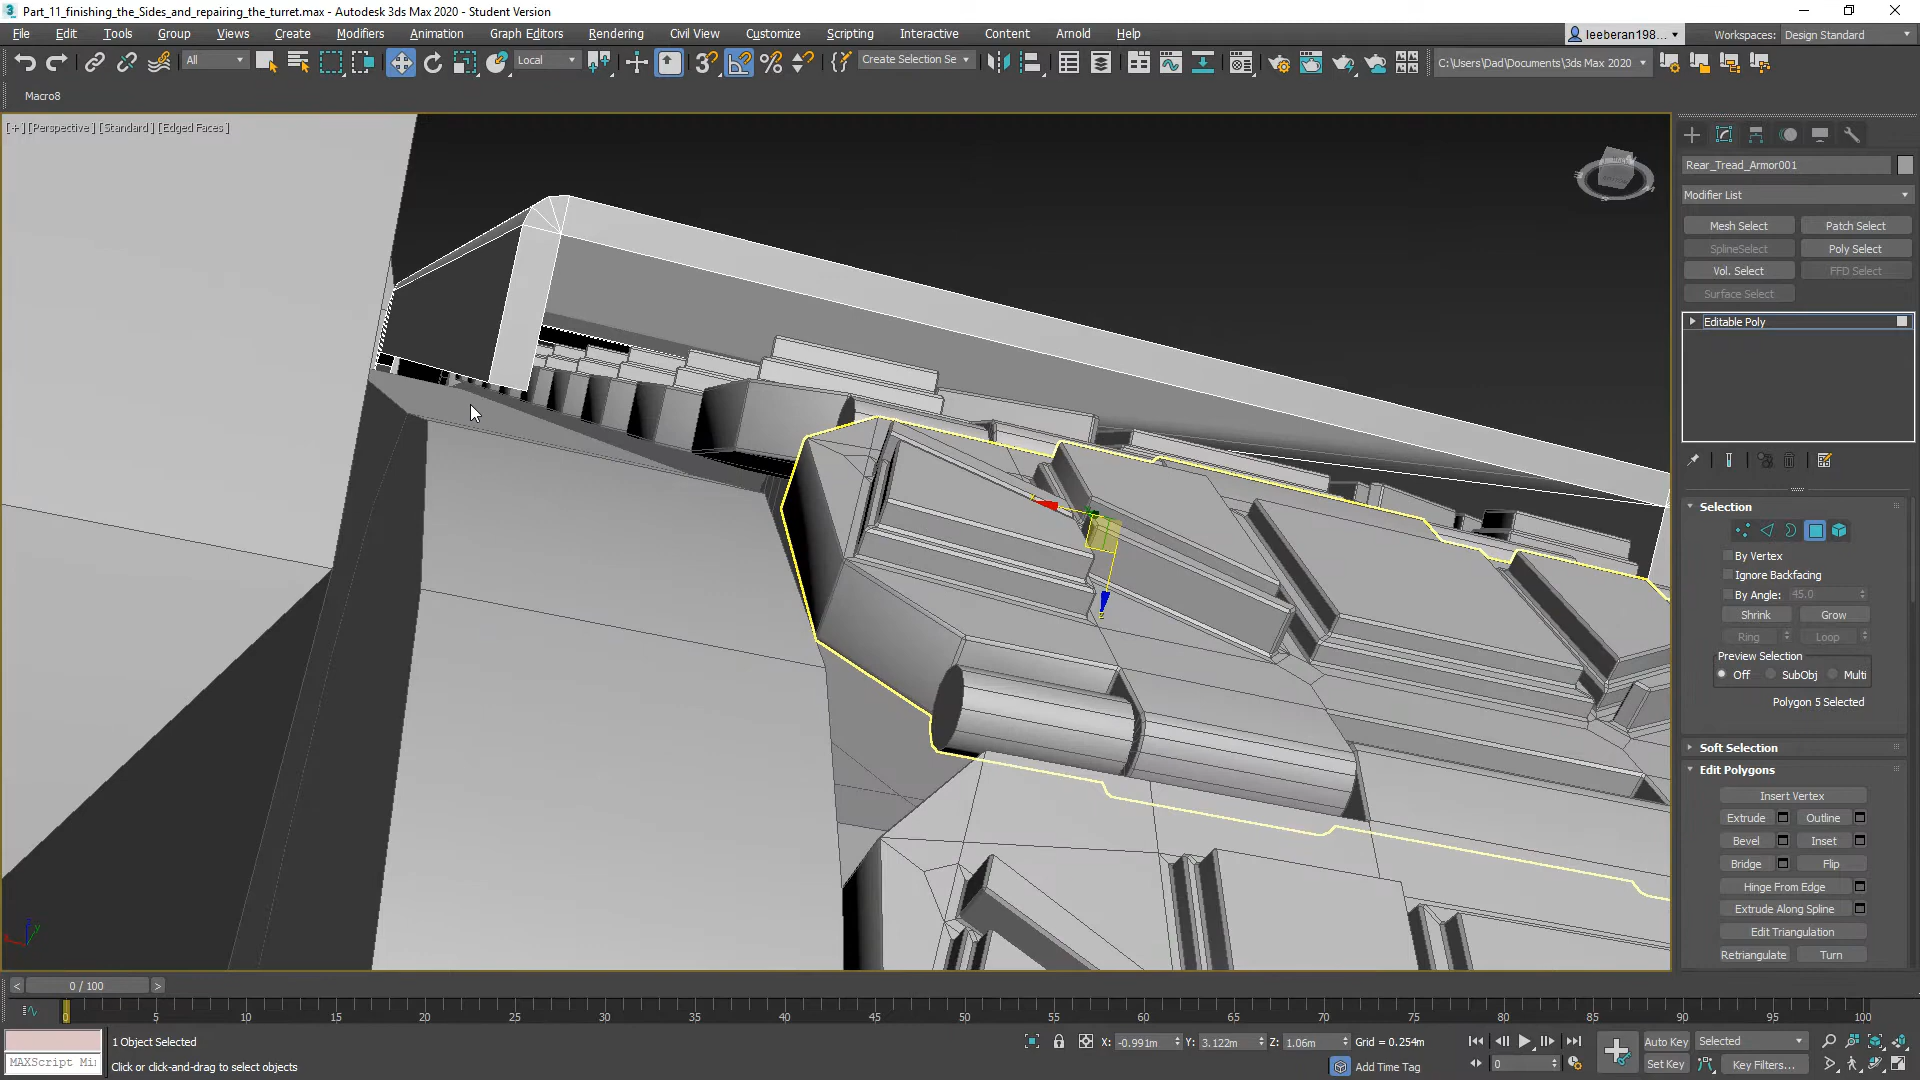 Part_11_finishing_the_Sides_and_repairing_the_turret.max - Autodesk 3ds Max 2020 - Student Version
File Edit Tools Group Views Create Modifiers Animation Graph Editors Rendering Civil View Customize Scripting Interactive Content Arnold Help leeberan198... Workspaces: Design Standard
All Local Create Selection Se C:\Users\Dad\Documents\3ds Max 2020
Macro8
[+][Perspective][Standard][Edged Faces]
Rear_Tread_Armor001
Modifier List
Mesh Select Patch Select
SplineSelect Poly Select
Vol. Select FFD Select
Surface Select
Editable Poly
Selection
By Vertex
Ignore Backfacing
By Angle: 45.0
Shrink Grow
Ring Loop
Preview Selection
Off SubObj Multi
Polygon 5 Selected
Soft Selection
Edit Polygons
Insert Vertex
Extrude Outline
Bevel Inset
Bridge Flip
Hinge From Edge
Extrude Along Spline
Edit Triangulation
Retriangulate Turn
< 0 / 100 >
0 5 10 15 20 25 30 35 40 45 50 55 60 65 70 75 80 85 90 95 100
1 Object Selected X: -0.991m Y: 3.122m Z: 1.06m Grid = 0.254m Auto Key Selected
MAXScript Mi Click or click-and-drag to select objects Add Time Tag 0 Set Key Key Filters...